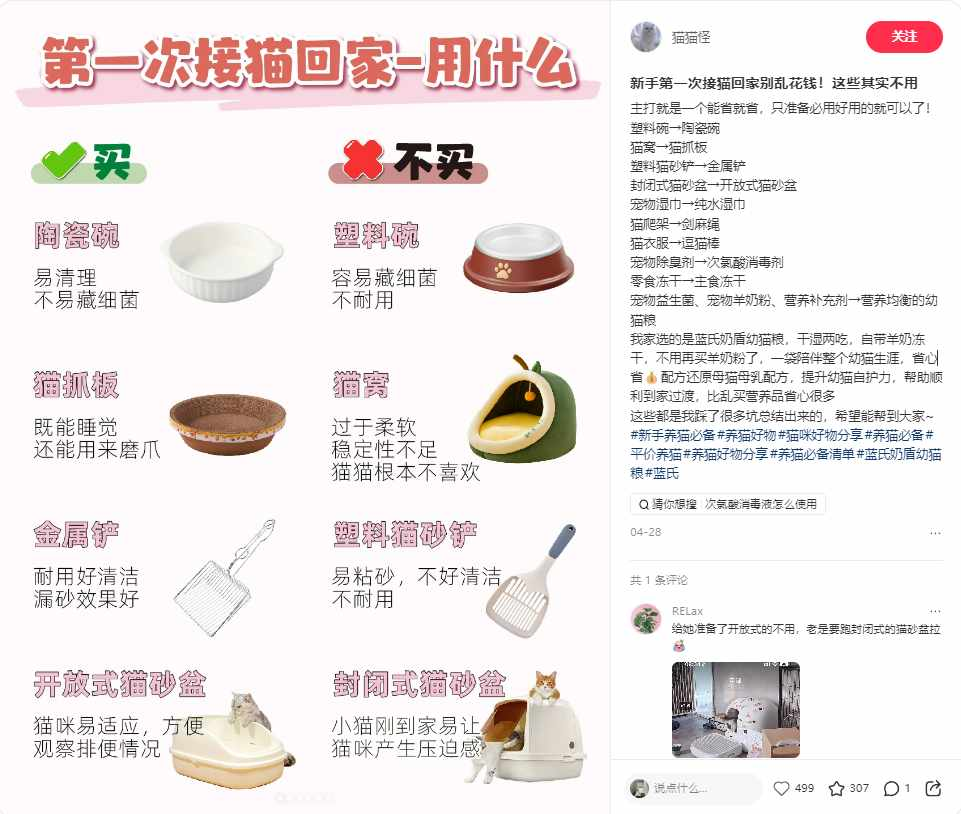 第一次接猫回家-用什么
买
不买
陶瓷碗
易清理
不易藏细菌
塑料碗
容易藏细菌
不耐用
猫抓板
既能睡觉
还能用来磨爪
猫窝
过于柔软
稳定性不足
猫猫根本不喜欢
金属铲
耐用好清洁
漏砂效果好
塑料猫砂铲
易粘砂，不好清洁
不耐用
开放式猫砂盆
猫咪易适应，方便
观察排便情况
封闭式猫砂盆
小猫刚到家易让
猫咪产生压迫感
猫猫怪
关注
新手第一次接猫回家别乱花钱！这些其实不用
主打就是一个能省就省，只准备必用好用的就可以了！
塑料碗→陶瓷碗
猫窝→猫抓板
塑料猫砂铲→金属铲
封闭式猫砂盆→开放式猫砂盆
宠物湿巾→纯水湿巾
猫爬架→剑麻绳
猫衣服→逗猫棒
宠物除臭剂→次氯酸消毒剂
零食冻干→主食冻干
宠物益生菌、宠物羊奶粉、营养补充剂→营养均衡的幼
猫粮
我家选的是蓝氏奶盾幼猫粮，干湿两吃，自带羊奶冻
干，不用再买羊奶粉了，一袋陪伴整个幼猫生涯，省心
省👍配方还原母猫母乳配方，提升幼猫自护力，帮助顺
利到家过渡，比乱买营养品省心很多
这些都是我踩了很多坑总结出来的，希望能帮到大家~
#新手养猫必备#养猫好物#猫咪好物分享#养猫必备#
平价养猫#养猫好物分享#养猫必备清单#蓝氏奶盾幼猫
粮#蓝氏
猜你想搜 次氯酸消毒液怎么使用
04-28
共 1 条评论
RELax
给她准备了开放式的不用，老是要跑封闭式的猫砂盆拉
说点什么...
499
307
1